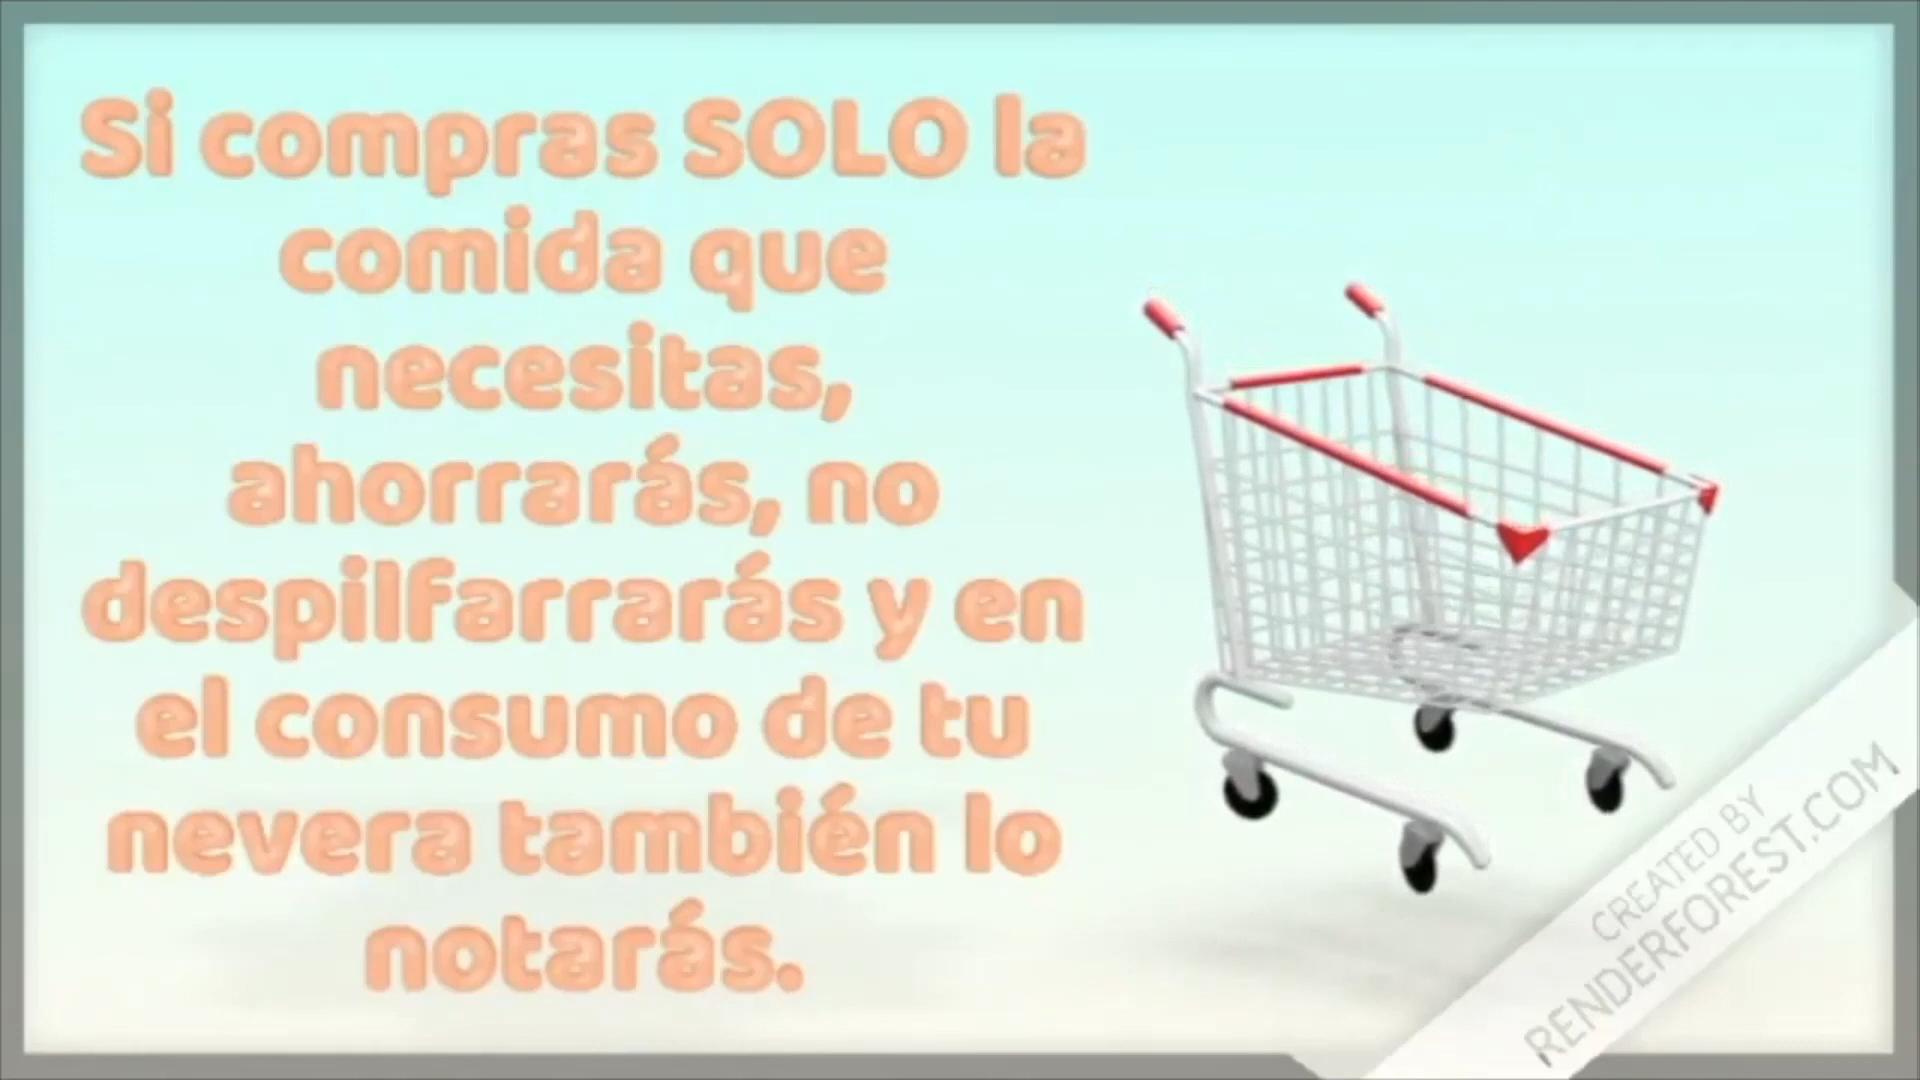 Si compras SOLO la
comida que
necesitas,
ahorrarás, no
despilfarrarás y en
el consumo de tu
nevera también lo
notarás.
CREATED BY
RENDERFOREST.COM